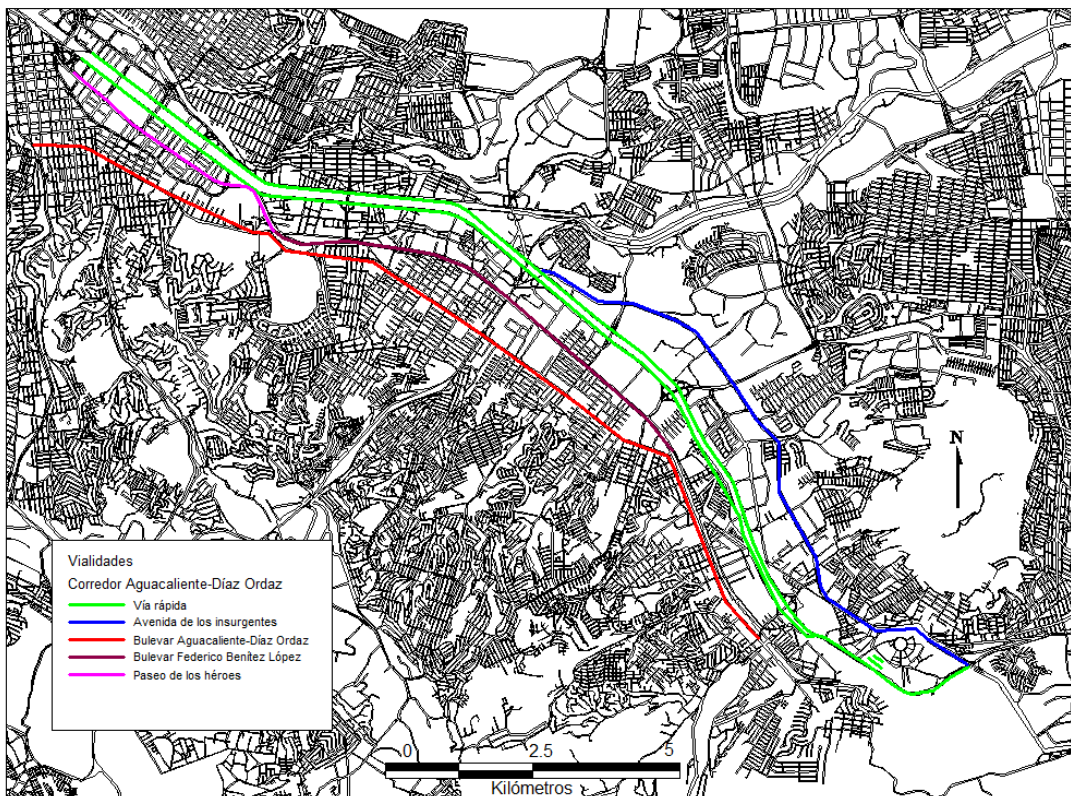 N
Vialidades
Corredor Aguacaliente-Díaz Ordaz
Vía rápida
Avenida de los insurgentes
Bulevar Aguacaliente-Díaz Ordaz
Bulevar Federico Benítez López
Paseo de los héroes
0 2.5 5
Kilómetros